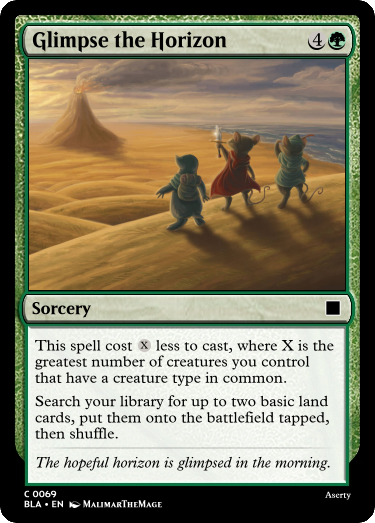 Glimpse the Horizon 4
Sorcery
This spell cost X less to cast, where X is the
greatest number of creatures you control
that have a creature type in common.
Search your library for up to two basic land
cards, put them onto the battlefield tapped,
then shuffle.
The hopeful horizon is glimpsed in the morning.
C 0069
BLA • EN MalimarTheMage
Aserty